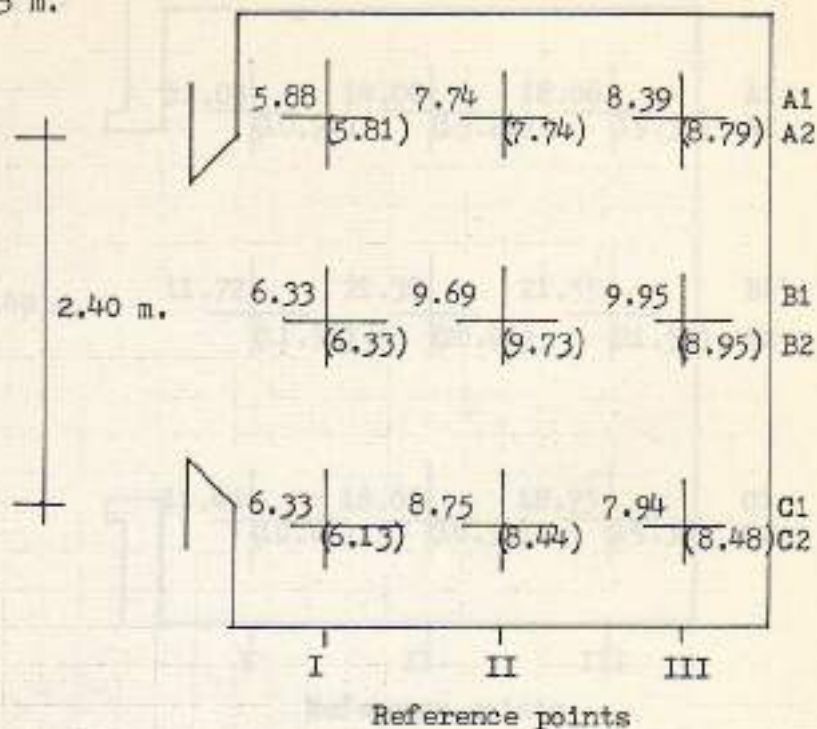 m.
5.88 7.74 8.39 A1
(5.81) (7.74) (8.79) A2
2.40 m.
6.33 9.69 9.95 B1
(6.33) (9.73) (8.95) B2
6.33 8.75 7.94 C1
(6.13) (8.44) (8.48) C2
I II III
Reference points